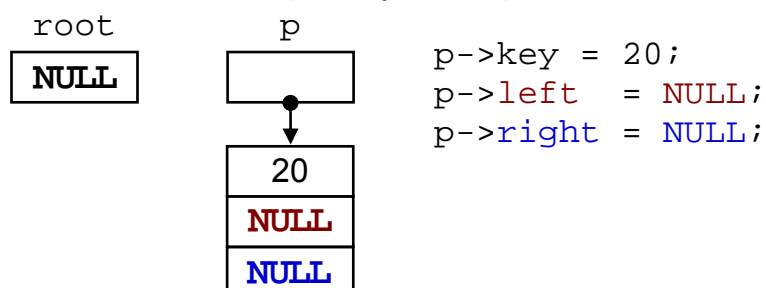 root
p
NULL
p->key = 20;
p->left = NULL;
p->right = NULL;
20
NULL
NULL